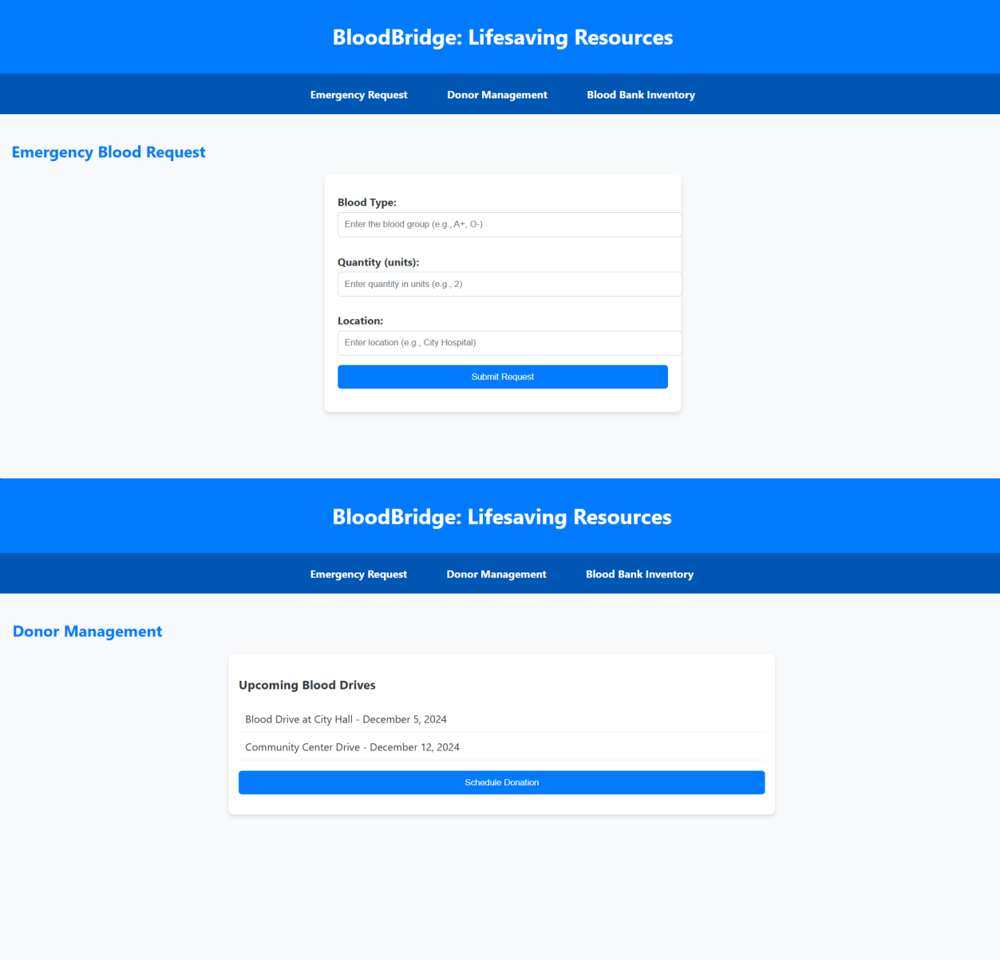 BloodBridge: Lifesaving Resources
Emergency Request Donor Management Blood Bank Inventory
Emergency Blood Request
Blood Type:
Enter the blood group (e.g., A+, O-)
Quantity (units):
Enter quantity in units (e.g., 2)
Location:
Enter location (e.g., City Hospital)
Submit Request
BloodBridge: Lifesaving Resources
Emergency Request Donor Management Blood Bank Inventory
Donor Management
Upcoming Blood Drives
Blood Drive at City Hall - December 5, 2024
Community Center Drive - December 12, 2024
Schedule Donation